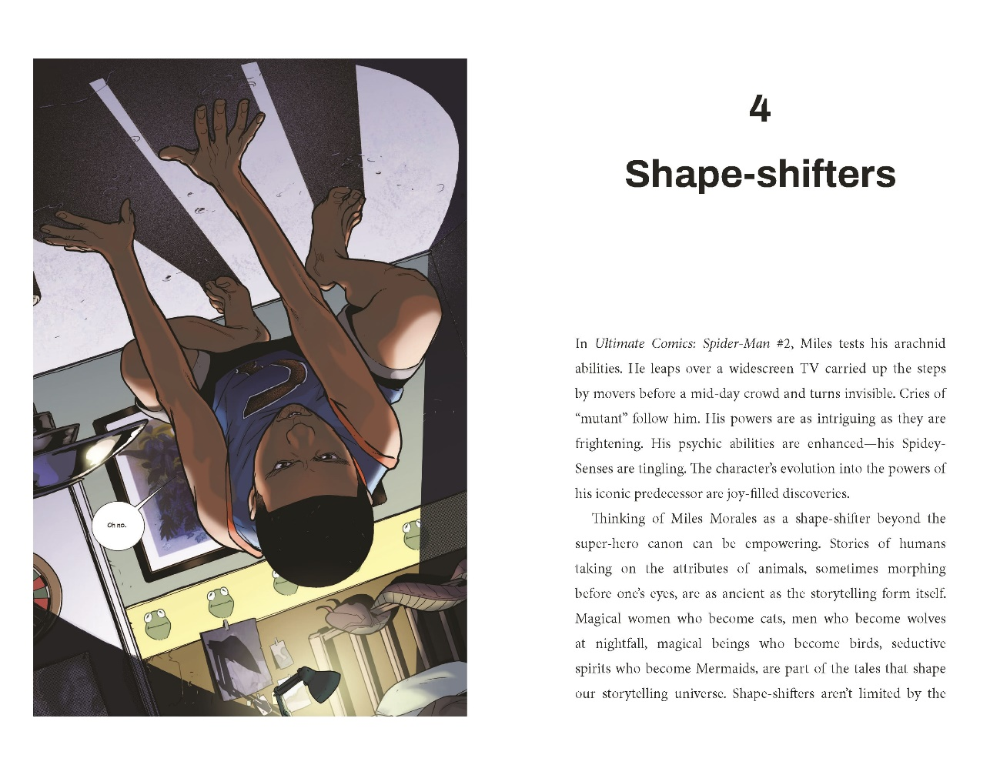 Oh no.
4
Shape-shifters
In Ultimate Comics: Spider-Man #2, Miles tests his arachnid
abilities. He leaps over a widescreen TV carried up the steps
by movers before a mid-day crowd and turns invisible. Cries of
“mutant” follow him. His powers are as intriguing as they are
frightening. His psychic abilities are enhanced—his Spidey-
Senses are tingling. The character’s evolution into the powers of
his iconic predecessor are joy-filled discoveries.
Thinking of Miles Morales as a shape-shifter beyond the
super-hero canon can be empowering. Stories of humans
taking on the attributes of animals, sometimes morphing
before one’s eyes, are as ancient as the storytelling form itself.
Magical women who become cats, men who become wolves
at nightfall, magical beings who become birds, seductive
spirits who become Mermaids, are part of the tales that shape
our storytelling universe. Shape-shifters aren’t limited by the